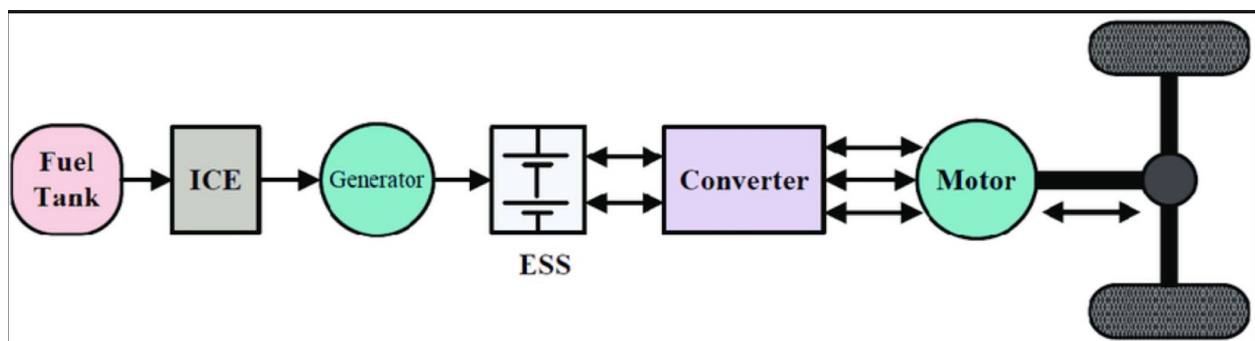 Fuel
Tank
ICE
Generator
ESS
Converter
Motor